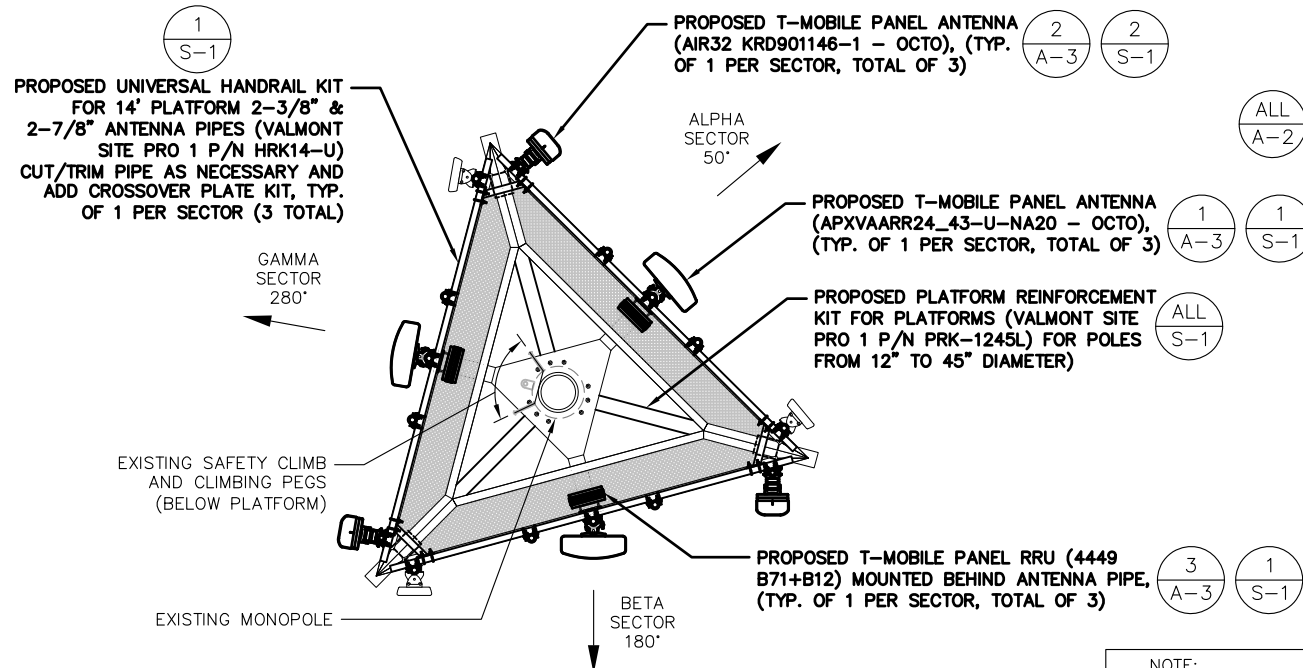 1
S-1
PROPOSED UNIVERSAL HANDRAIL KIT
FOR 14' PLATFORM 2-3/8" &
2-7/8" ANTENNA PIPES (VALMONT
SITE PRO 1 P/N HRK14-U)
CUT/TRIM PIPE AS NECESSARY AND
ADD CROSSOVER PLATE KIT, TYP.
OF 1 PER SECTOR (3 TOTAL)
PROPOSED T-MOBILE PANEL ANTENNA
(AIR32 KRD901146-1 - OCTO), (TYP.
OF 1 PER SECTOR, TOTAL OF 3)
2
A-3
2
S-1
ALPHA
SECTOR
50°
ALL
A-2
PROPOSED T-MOBILE PANEL ANTENNA
(APXVAARR24_43-U-NA20 - OCTO),
(TYP. OF 1 PER SECTOR, TOTAL OF 3)
1
A-3
1
S-1
GAMMA
SECTOR
280°
PROPOSED PLATFORM REINFORCEMENT
KIT FOR PLATFORMS (VALMONT SITE
PRO 1 P/N PRK-1245L) FOR POLES
FROM 12" TO 45" DIAMETER)
ALL
S-1
EXISTING SAFETY CLIMB
AND CLIMBING PEGS
(BELOW PLATFORM)
PROPOSED T-MOBILE PANEL RRU (4449
B71+B12) MOUNTED BEHIND ANTENNA PIPE,
(TYP. OF 1 PER SECTOR, TOTAL OF 3)
3
A-3
1
S-1
EXISTING MONOPOLE
BETA
SECTOR
180°
NOTE: